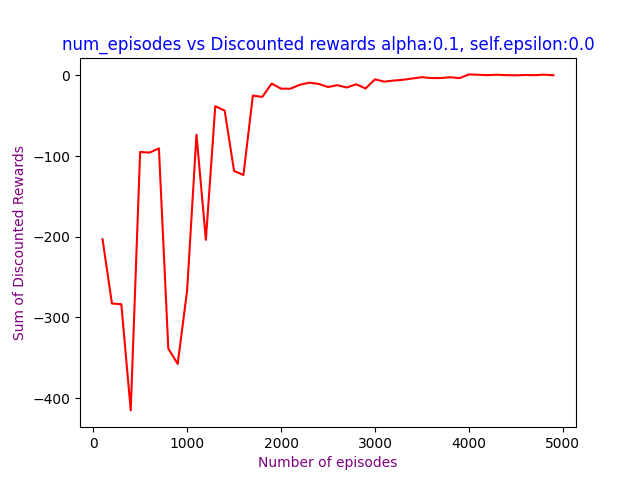 num_episodes vs Discounted rewards alpha:0.1, self.epsilon:0.0
0
−100
−200
−300
−400
Sum of Discounted Rewards
0 1000 2000 3000 4000 5000
Number of episodes